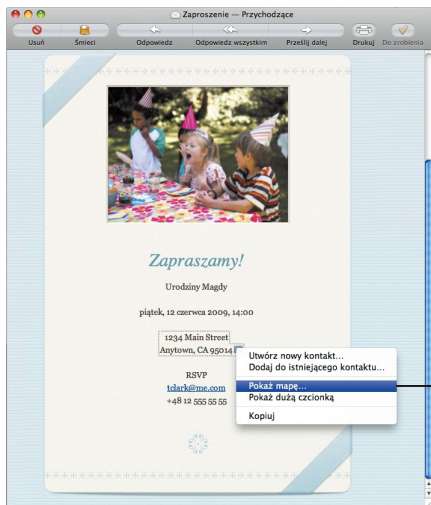 Zaproszenie — Przychodzące
Usuń Śmieci Odpowiedz Odpowiedz wszystkim Prześlij dalej Drukuj Do zrobienia
Zapraszamy!
Urodziny Magdy
piątek, 12 czerwca 2009, 14:00
1234 Main Street
Anytown, CA 95014
RSVP
tclark@me.com
+48 12 555 55 55
Utwórz nowy kontakt...
Dodaj do istniejącego kontaktu...
Pokaż mapę...
Pokaż dużą czcionką
Kopiuj